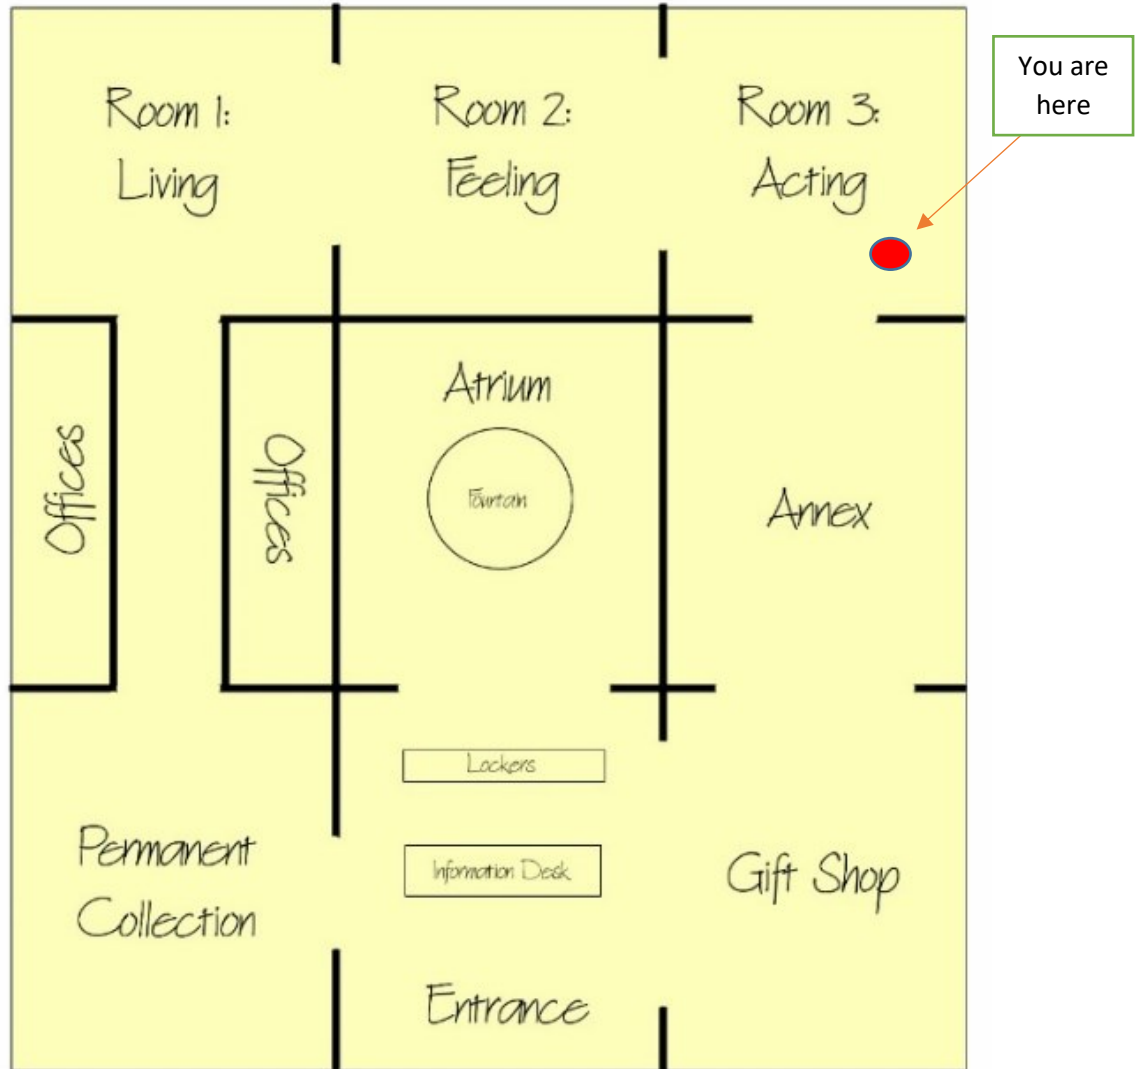 Room 1:
Living
Room 2:
Feeling
Room 3:
Acting
You are
here
Offices
Offices
Atrium
Fountain
Annex
Lockers
Information Desk
Permanent
Collection
Gift Shop
Entrance